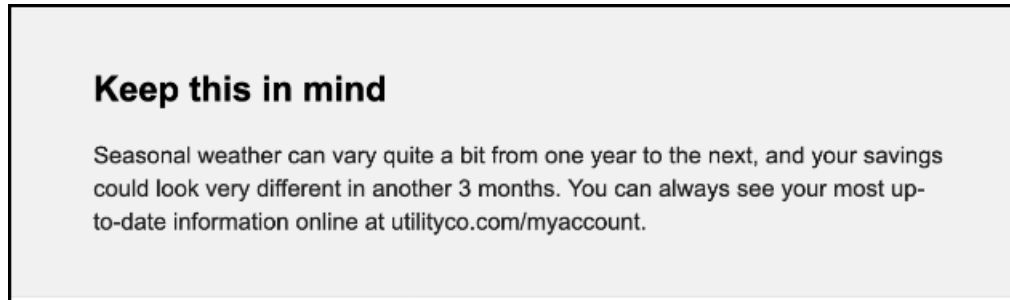 Keep this in mind
Seasonal weather can vary quite a bit from one year to the next, and your savings
could look very different in another 3 months. You can always see your most up-
to-date information online at utilityco.com/myaccount.